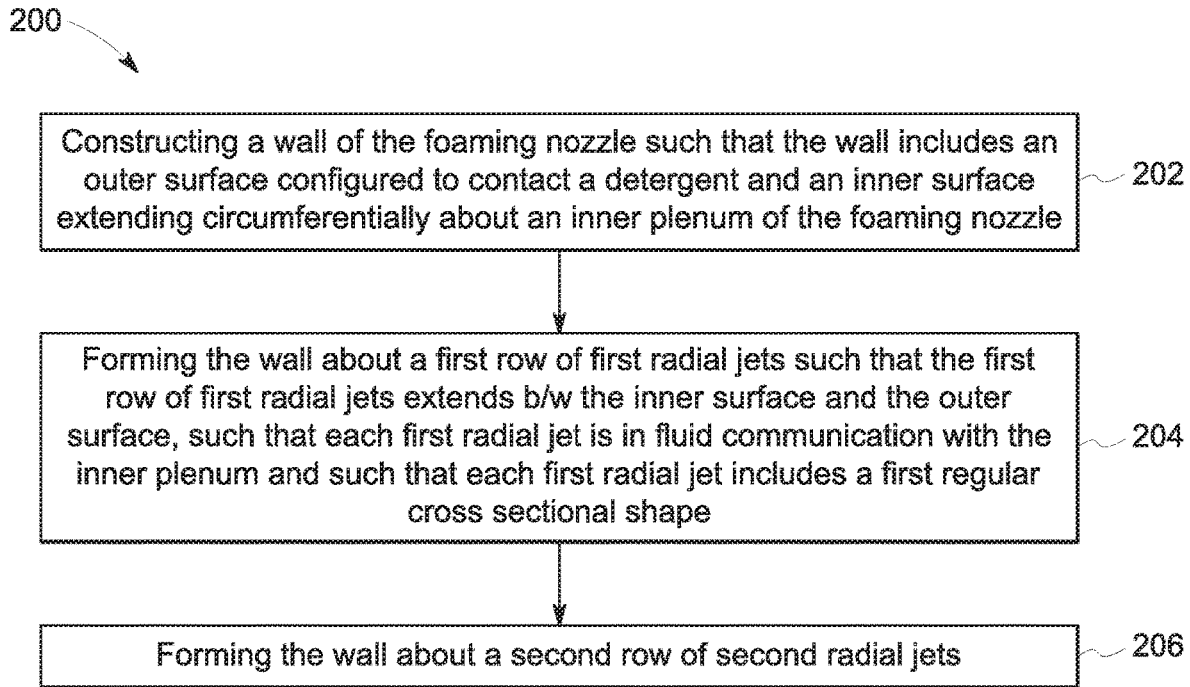 200
Constructing a wall of the foaming nozzle such that the wall includes an
outer surface configured to contact a detergent and an inner surface
extending circumferentially about an inner plenum of the foaming nozzle
202
Forming the wall about a first row of first radial jets such that the first
row of first radial jets extends b/w the inner surface and the outer
surface, such that each first radial jet is in fluid communication with the
inner plenum and such that each first radial jet includes a first regular
cross sectional shape
204
Forming the wall about a second row of second radial jets
206